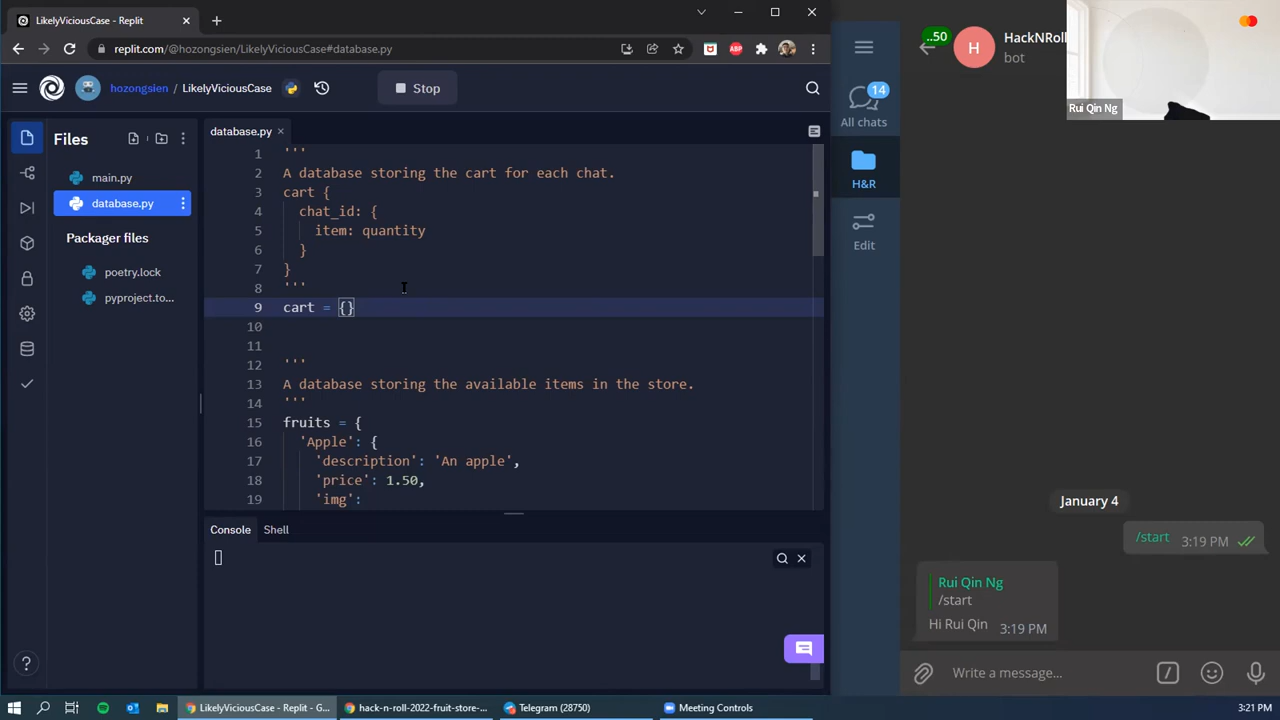 LikelyViciousCase - Replit
replit.com/@hozongsien/LikelyViciousCase#database.py
hozongsien / LikelyViciousCase
Stop
Files
main.py
database.py
Packager files
poetry.lock
pyproject.to...
database.py
1 '''
2 A database storing the cart for each chat.
3 cart {
4 chat_id: {
5 item: quantity
6 }
7 }
8 '''
9 cart = {}
10
11
12 '''
13 A database storing the available items in the store.
14 '''
15 fruits = {
16 'Apple': {
17 'description': 'An apple',
18 'price': 1.50,
19 'img':
Console Shell
?
14
All chats
H&R
Edit
..50
H
HackNRoll
bot
ABP
Rui Qin Ng
January 4
/start 3:19 PM
Rui Qin Ng
/start
Hi Rui Qin 3:19 PM
Write a message...
LikelyViciousCase - Replit - G...
hack-n-roll-2022-fruit-store-...
Telegram (28750)
Meeting Controls
3:21 PM